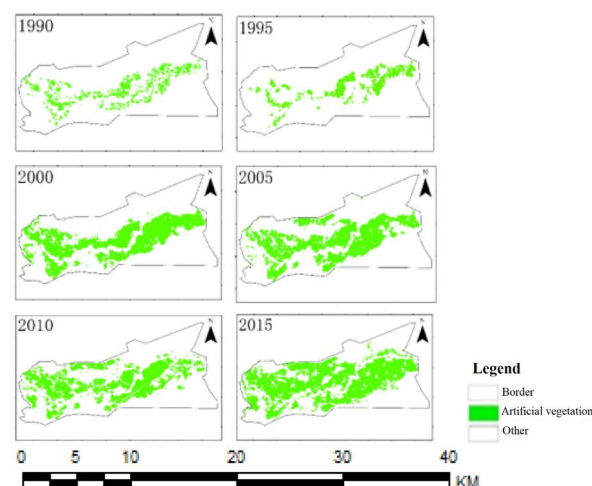 1990
N
1995
N
2000
N
2005
N
2010
N
2015
N
Legend
Border
Artificial vegetation
Other
0 5 10 20 30 40
KM